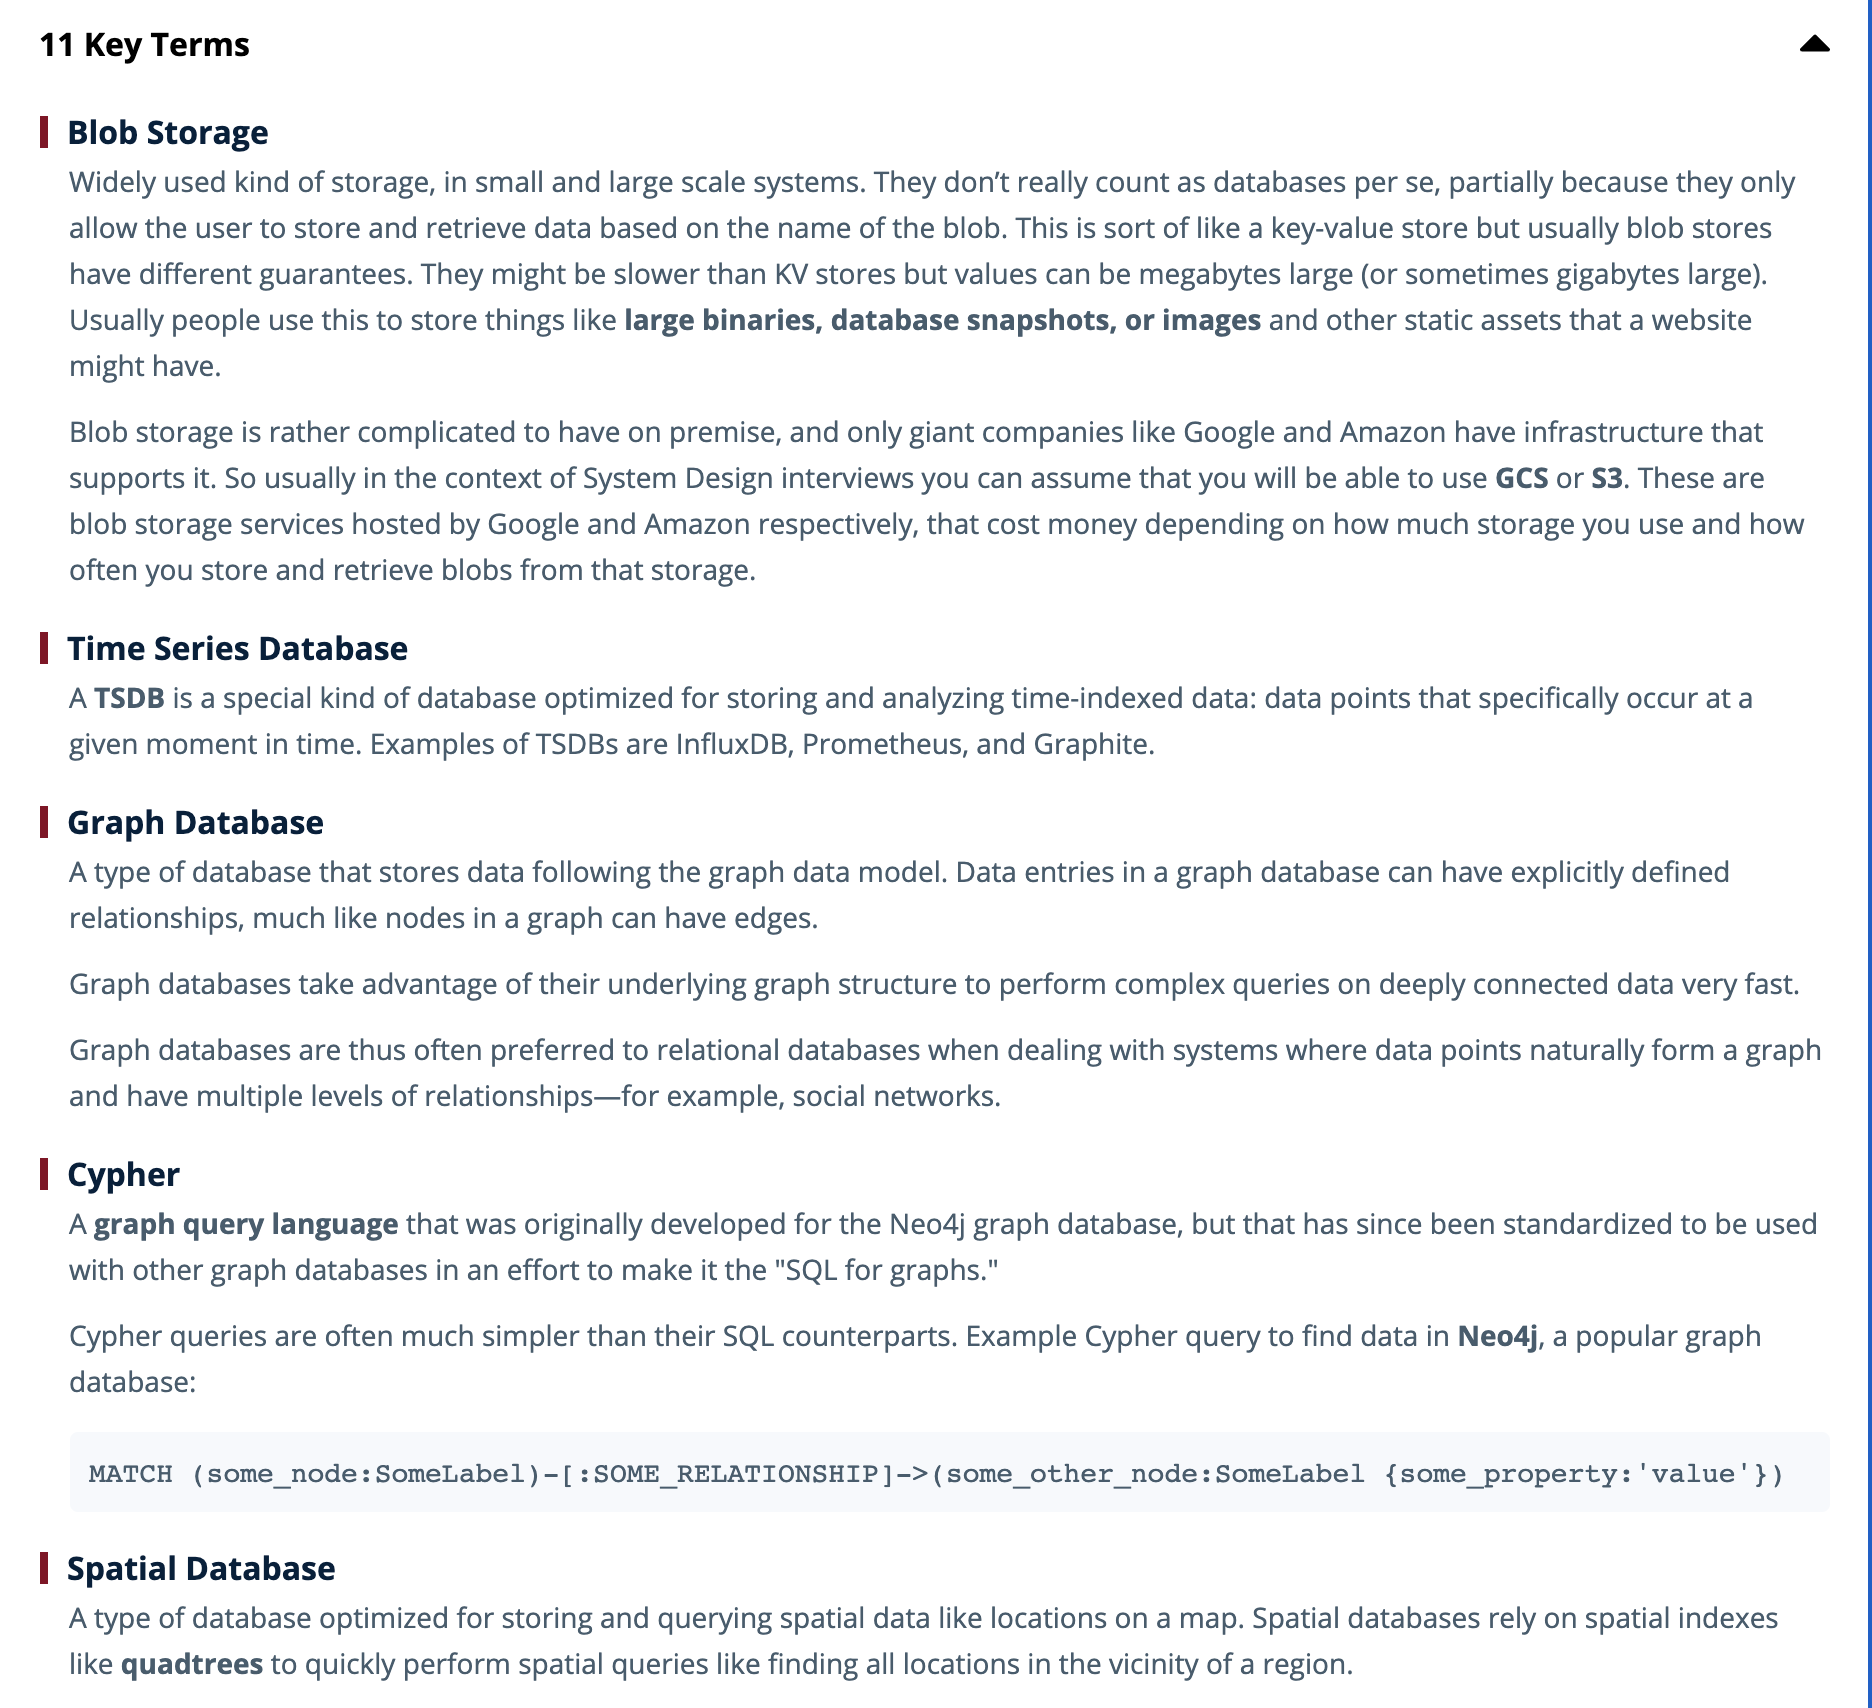 11 Key Terms
Blob Storage
Widely used kind of storage, in small and large scale systems. They don’t really count as databases per se, partially because they only
allow the user to store and retrieve data based on the name of the blob. This is sort of like a key-value store but usually blob stores
have different guarantees. They might be slower than KV stores but values can be megabytes large (or sometimes gigabytes large).
Usually people use this to store things like large binaries, database snapshots, or images and other static assets that a website
might have.
Blob storage is rather complicated to have on premise, and only giant companies like Google and Amazon have infrastructure that
supports it. So usually in the context of System Design interviews you can assume that you will be able to use GCS or S3. These are
blob storage services hosted by Google and Amazon respectively, that cost money depending on how much storage you use and how
often you store and retrieve blobs from that storage.
Time Series Database
A TSDB is a special kind of database optimized for storing and analyzing time-indexed data: data points that specifically occur at a
given moment in time. Examples of TSDBs are InfluxDB, Prometheus, and Graphite.
Graph Database
A type of database that stores data following the graph data model. Data entries in a graph database can have explicitly defined
relationships, much like nodes in a graph can have edges.
Graph databases take advantage of their underlying graph structure to perform complex queries on deeply connected data very fast.
Graph databases are thus often preferred to relational databases when dealing with systems where data points naturally form a graph
and have multiple levels of relationships—for example, social networks.
Cypher
A graph query language that was originally developed for the Neo4j graph database, but that has since been standardized to be used
with other graph databases in an effort to make it the "SQL for graphs."
Cypher queries are often much simpler than their SQL counterparts. Example Cypher query to find data in Neo4j, a popular graph
database:
MATCH (some_node:SomeLabel)-[:SOME_RELATIONSHIP]->(some_other_node:SomeLabel {some_property:'value'})
Spatial Database
A type of database optimized for storing and querying spatial data like locations on a map. Spatial databases rely on spatial indexes
like quadtrees to quickly perform spatial queries like finding all locations in the vicinity of a region.